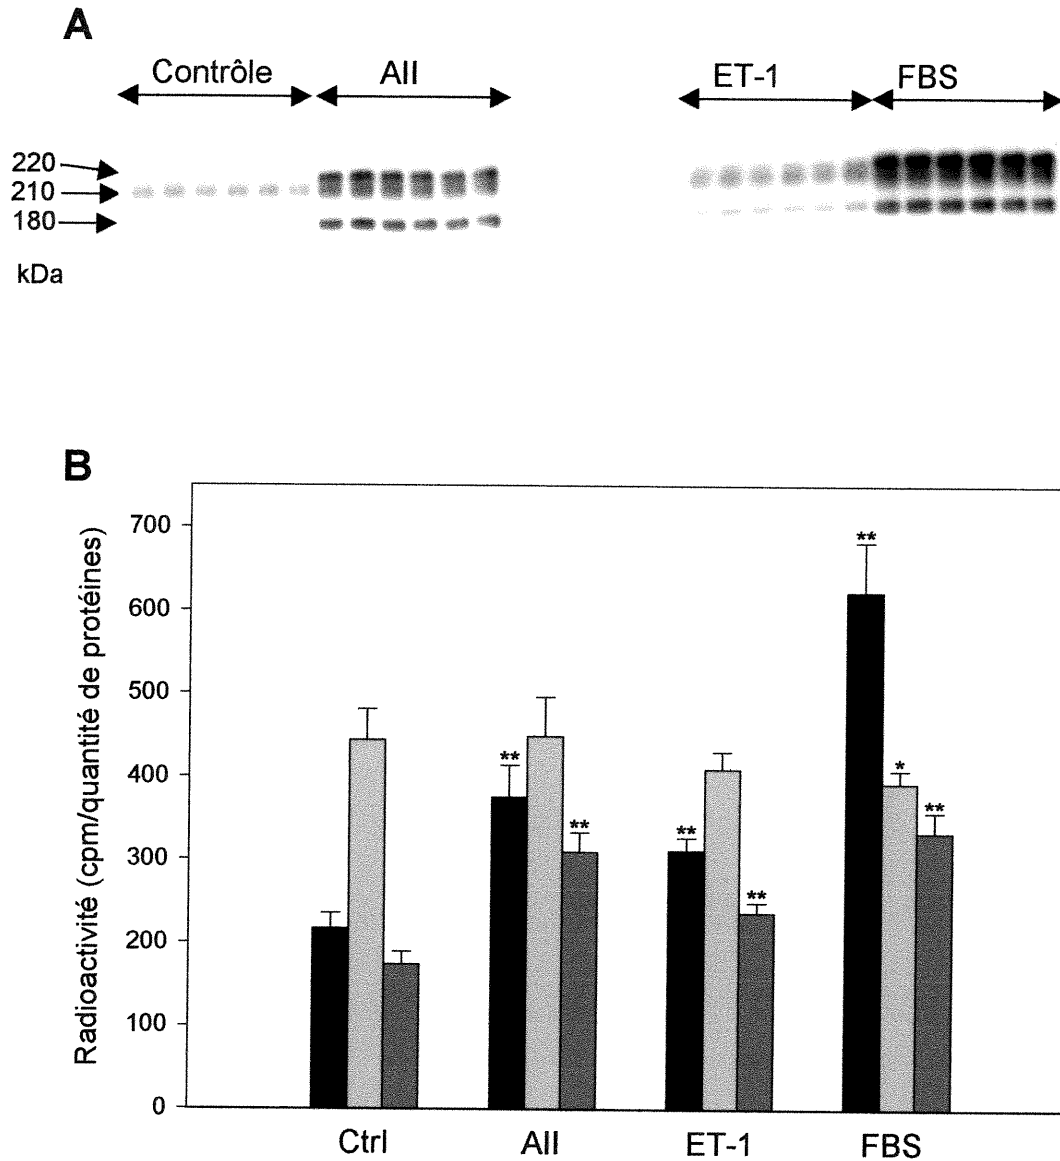 A
Contrôle
AII
ET-1
FBS
220
210
180
kDa
B
Radioactivité (cpm/quantité de protéines)
700
600
500
400
300
200
100
0
**
**
**
**
**
*
**
Ctrl
AII
ET-1
FBS